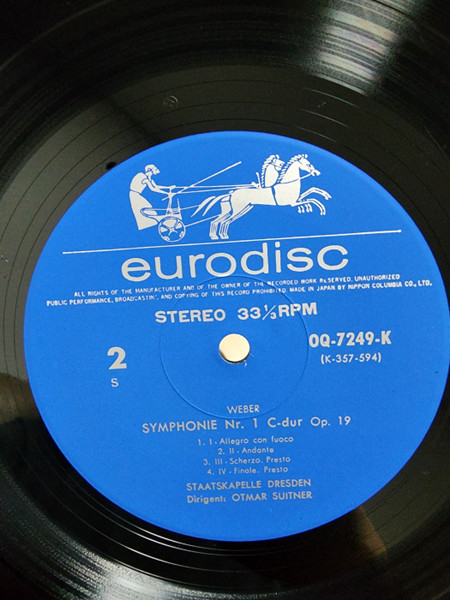 eurodisc
ALL RIGHTS OF THE MANUFACTURER AND OF THE OWNER OF THE RECORDED WORK RESERVED. UNAUTHORIZED
PUBLIC PERFORMANCE, BROADCASTIN, AND COPYING OF THIS RECORD PROHIBITED. MADE IN JAPAN BY NIPPON COLUMBIA CO., LTD.
STEREO 33⅓RPM
2
S
OQ-7249-K
(K-357-594)
WEBER
SYMPHONIE Nr. 1 C-dur Op. 19
1. I-Allegro con fuoco
2. II-Andante
3. III-Scherzo. Presto
4. IV-Finale. Presto
STAATSKAPELLE DRESDEN
Dirigent: OTMAR SUITNER